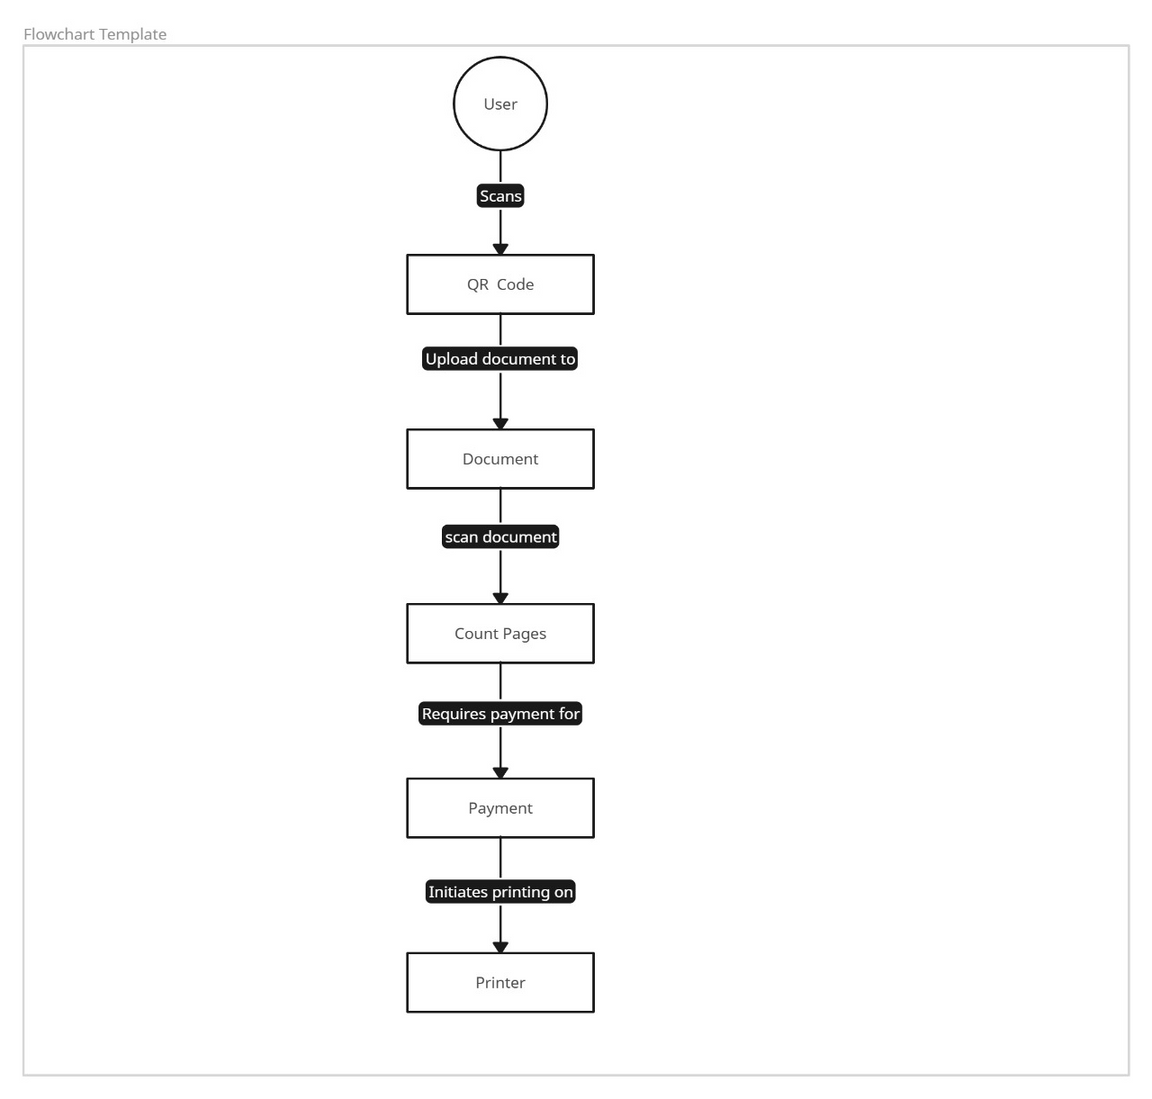 Flowchart Template
User
Scans
QR  Code
Upload document to
Document
scan document
Count Pages
Requires payment for
Payment
Initiates printing on
Printer